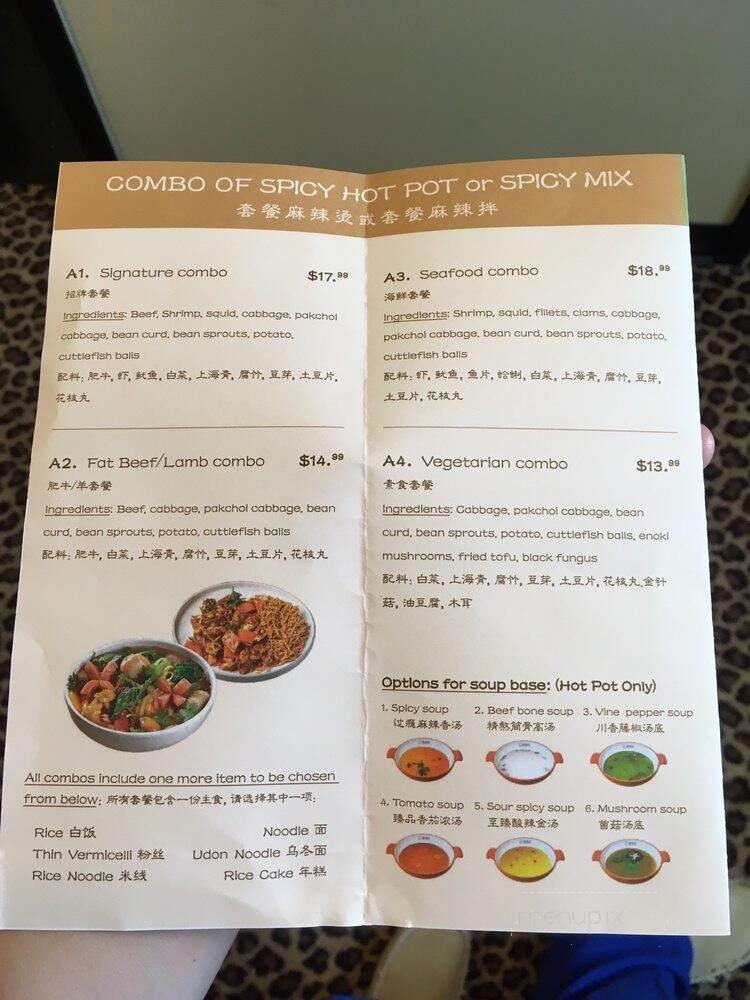 COMBO OF SPICY HOT POT or SPICY MIX
套餐麻辣烫或套餐麻辣拌
A1. Signature combo $17.99
招牌套餐
Ingredients: Beef, Shrimp, squid, cabbage, pakchoi
cabbage, bean curd, bean sprouts, potato,
cuttlefish balls
配料: 肥牛, 虾, 鱿鱼, 白菜, 上海青, 腐竹, 豆芽, 土豆片,
花枝丸
A2. Fat Beef/Lamb combo $14.99
肥牛/羊套餐
Ingredients: Beef, cabbage, pakchoi cabbage, bean
curd, bean sprouts, potato, cuttlefish balls
配料: 肥牛, 白菜, 上海青, 腐竹, 豆芽, 土豆片, 花枝丸
All combos include one more item to be chosen
from below: 所有套餐包含一份主食, 请选择其中一项:
Rice 白饭 Noodle 面
Thin Vermicelli 粉丝 Udon Noodle 乌冬面
Rice Noodle 米线 Rice Cake 年糕
A3. Seafood combo $18.99
海鲜套餐
Ingredients: Shrimp, squid, fillets, clams, cabbage,
pakchoi cabbage, bean curd, bean sprouts, potato,
cuttlefish balls
配料: 虾, 鱿鱼, 鱼片, 蛤蜊, 白菜, 上海青, 腐竹, 豆芽,
土豆片, 花枝丸
A4. Vegetarian combo $13.99
素食套餐
Ingredients: Cabbage, pakchoi cabbage, bean
curd, bean sprouts, potato, cuttlefish balls, enoki
mushrooms, fried tofu, black fungus
配料: 白菜, 上海青, 腐竹, 豆芽, 土豆片, 花枝丸,金针
菇, 油豆腐, 木耳
Options for soup base: (Hot Pot Only)
1. Spicy soup 2. Beef bone soup 3. Vine pepper soup
过瘾麻辣香汤 精熬筒骨高汤 川香藤椒汤底
4. Tomato soup 5. Sour spicy soup 6. Mushroom soup
臻品番茄浓汤 至臻酸辣金汤 菌菇汤底
menupix